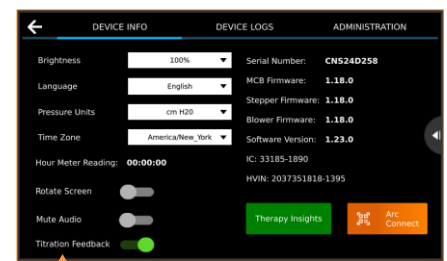 DEVICE INFO DEVICE LOGS ADMINISTRATION
Brightness 100%
Language English
Pressure Units cm H20
Time Zone America/New_York
Hour Meter Reading: 00:00:00
Rotate Screen
Mute Audio
Titration Feedback
Serial Number: CNS24D258
MCB Firmware: 1.18.0
Stepper Firmware: 1.18.0
Blower Firmware: 1.18.0
Software Version: 1.23.0
IC: 33185-1890
HVIN: 2037351818-1395
Therapy Insights
Arc
Connect